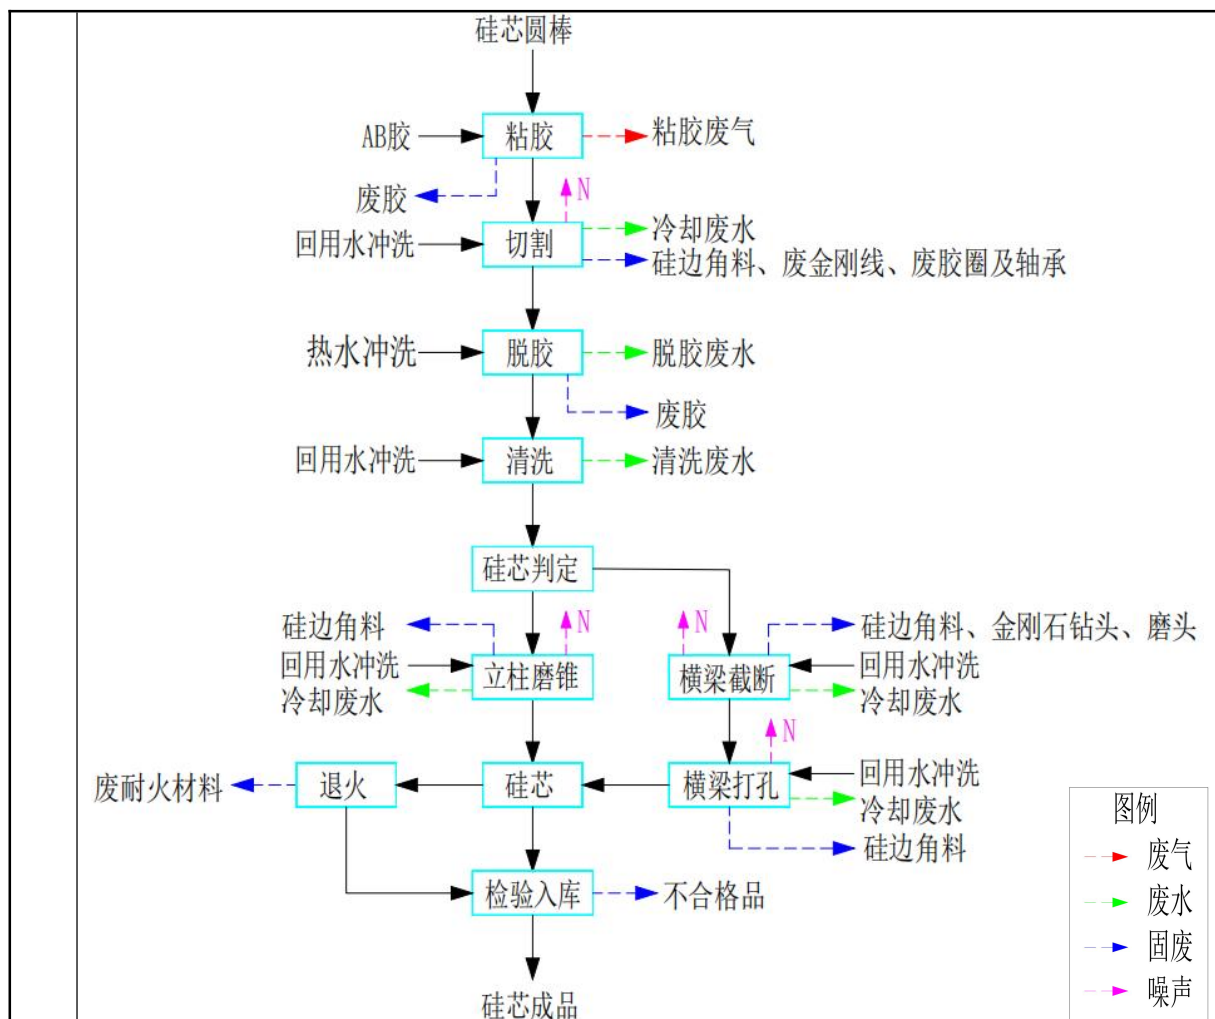 硅芯圆棒
AB胶
粘胶
粘胶废气
废胶
N
回用水冲洗
切割
冷却废水
硅边角料、废金刚线、废胶圈及轴承
热水冲洗
脱胶
脱胶废水
废胶
回用水冲洗
清洗
清洗废水
硅芯判定
硅边角料
N
N
硅边角料、金刚石钻头、磨头
回用水冲洗
立柱磨锥
横梁截断
回用水冲洗
冷却废水
冷却废水
N
废耐火材料
退火
硅芯
横梁打孔
回用水冲洗
冷却废水
硅边角料
检验入库
不合格品
硅芯成品
图例
废气
废水
固废
噪声